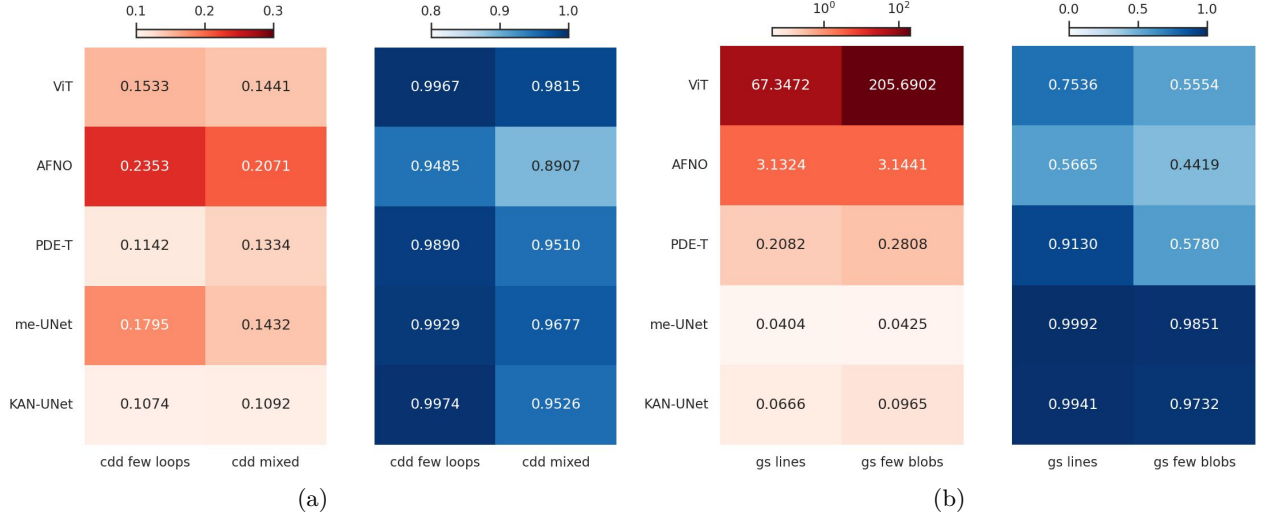 0.1 0.2 0.3
0.8 0.9 1.0
10⁰ 10²
0.0 0.5 1.0
ViT 0.1533 0.1441 0.9967 0.9815
AFNO 0.2353 0.2071 0.9485 0.8907
PDE-T 0.1142 0.1334 0.9890 0.9510
me-UNet 0.1795 0.1432 0.9929 0.9677
KAN-UNet 0.1074 0.1092 0.9974 0.9526
cdd few loops cdd mixed cdd few loops cdd mixed
(a)
ViT 67.3472 205.6902 0.7536 0.5554
AFNO 3.1324 3.1441 0.5665 0.4419
PDE-T 0.2082 0.2808 0.9130 0.5780
me-UNet 0.0404 0.0425 0.9992 0.9851
KAN-UNet 0.0666 0.0965 0.9941 0.9732
gs lines gs few blobs gs lines gs few blobs
(b)